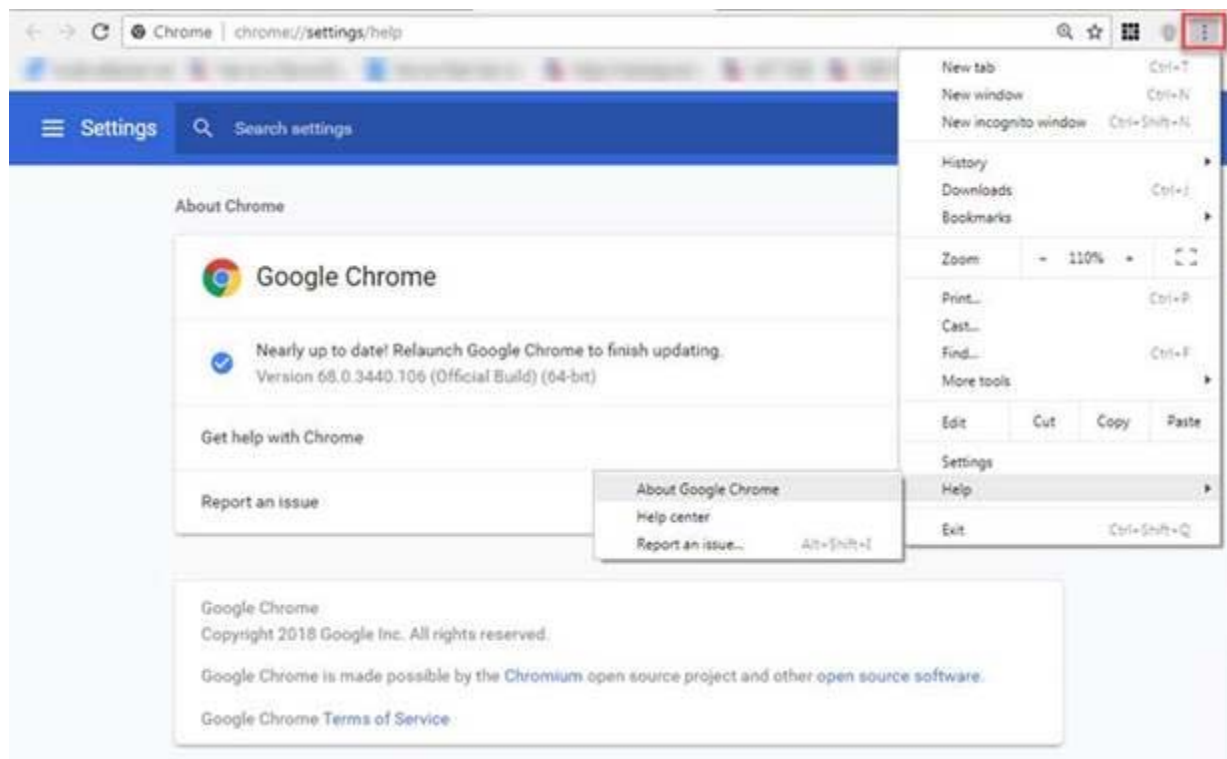 Chrome | chrome://settings/help
Settings
Search settings
About Chrome
Google Chrome
Nearly up to date! Relaunch Google Chrome to finish updating.
Version 68.0.3440.106 (Official Build) (64-bit)
Get help with Chrome
Report an issue
Google Chrome
Copyright 2018 Google Inc. All rights reserved.
Google Chrome is made possible by the Chromium open source project and other open source software.
Google Chrome Terms of Service
New tab Ctrl+T
New window Ctrl+N
New incognito window Ctrl+Shift+N
History
Downloads Ctrl+J
Bookmarks
Zoom - 110% +
Print... Ctrl+P
Cast...
Find... Ctrl+F
More tools
Edit Cut Copy Paste
Settings
Help
Exit Ctrl+Shift+Q
About Google Chrome
Help center
Report an issue... Alt+Shift+I